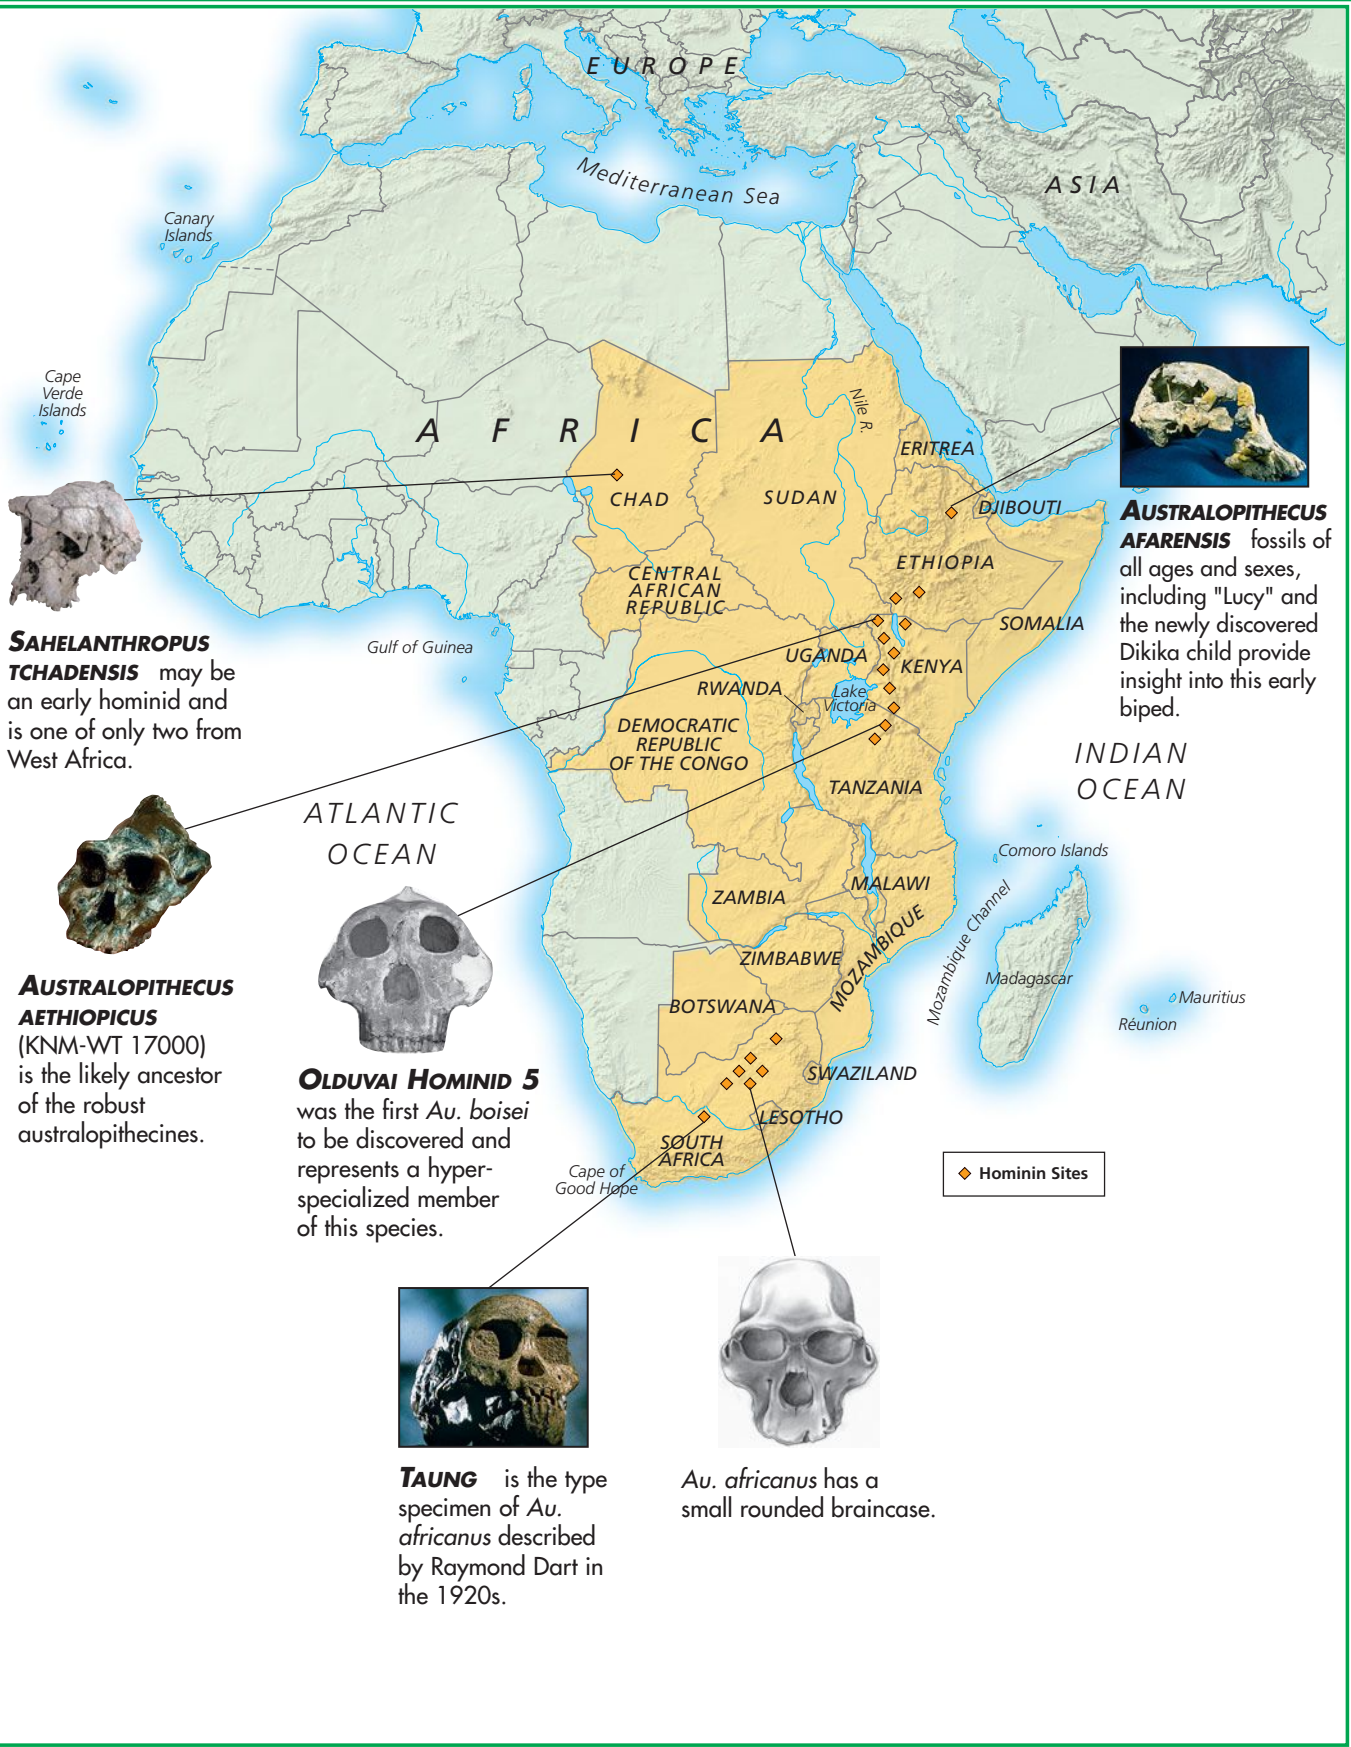 EUROPE
Mediterranean Sea
ASIA
Canary
Islands
Cape
Verde
Islands
AFRICA
Nile R.
ERITREA
CHAD
SUDAN
DJIBOUTI
ETHIOPIA
CENTRAL
AFRICAN
REPUBLIC
SOMALIA
Gulf of Guinea
UGANDA
KENYA
RWANDA
Lake
Victoria
DEMOCRATIC
REPUBLIC
OF THE CONGO
TANZANIA
INDIAN
OCEAN
ATLANTIC
OCEAN
Comoro Islands
ZAMBIA
MALAWI
MOZAMBIQUE
Mozambique Channel
ZIMBABWE
Madagascar
Mauritius
Réunion
BOTSWANA
SWAZILAND
LESOTHO
SOUTH
AFRICA
Cape of
Good Hope
Hominin Sites
AUSTRALOPITHECUS
AFARENSIS fossils of
all ages and sexes,
including "Lucy" and
the newly discovered
Dikika child provide
insight into this early
biped.
SAHELANTHROPUS
TCHADENSIS may be
an early hominid and
is one of only two from
West Africa.
AUSTRALOPITHECUS
AETHIOPICUS
(KNM-WT 17000)
is the likely ancestor
of the robust
australopithecines.
OLDUVAI HOMINID 5
was the first Au. boisei
to be discovered and
represents a hyper-
specialized member
of this species.
TAUNG is the type
specimen of Au.
africanus described
by Raymond Dart in
the 1920s.
Au. africanus has a
small rounded braincase.